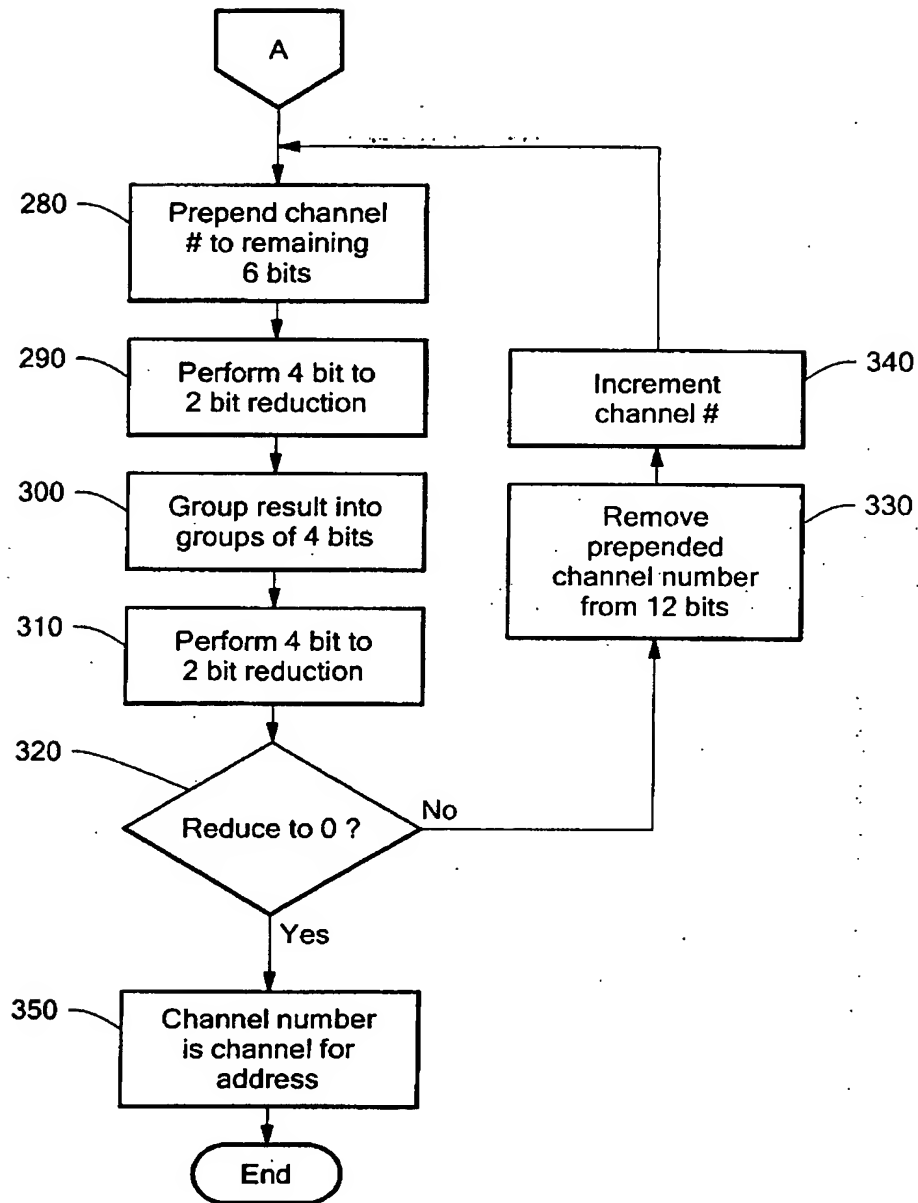 A
280
Prepend channel
# to remaining
6 bits
290
Perform 4 bit to
2 bit reduction
300
Group result into
groups of 4 bits
310
Perform 4 bit to
2 bit reduction
320
Reduce to 0 ?
No
Yes
330
Remove
prepended
channel number
from 12 bits
340
Increment
channel #
350
Channel number
is channel for
address
End